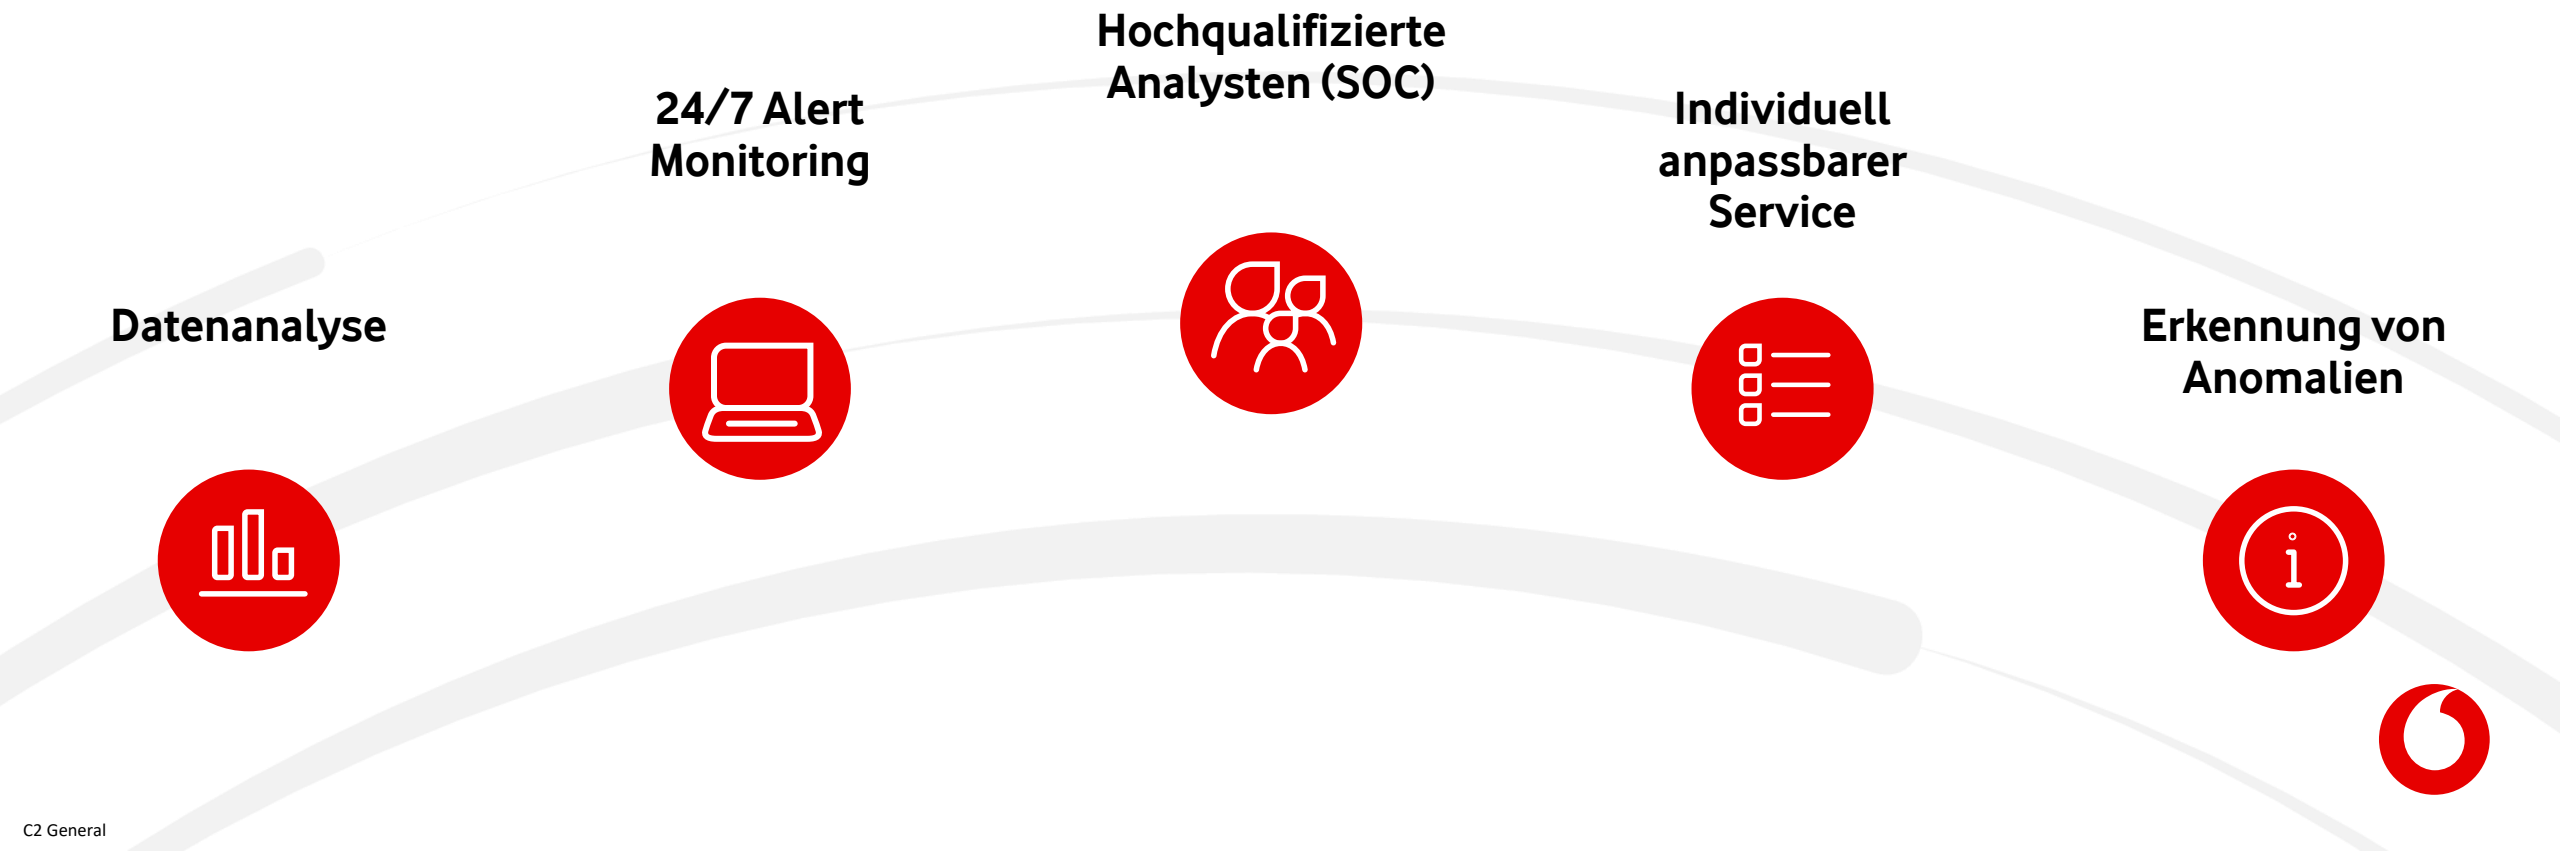 Datenanalyse
24/7 Alert
Monitoring
Hochqualifizierte
Analysten (SOC)
Individuell
anpassbarer
Service
Erkennung von
Anomalien
C2 General